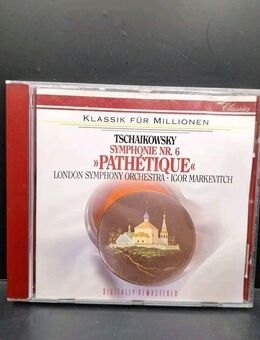 Classics
KLASSIK FÜR MILLIONEN
TSCHAIKOWSKY
SYMPHONIE NR. 6
»PATHÉTIQUE«
LONDON SYMPHONY ORCHESTRA · IGOR MARKEVITCH
DIGITALLY REMASTERED